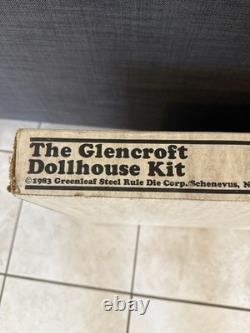 The Glencroft
Dollhouse Kit
©1983 Greenleaf Steel Rule Die Corp. Schenevus, N